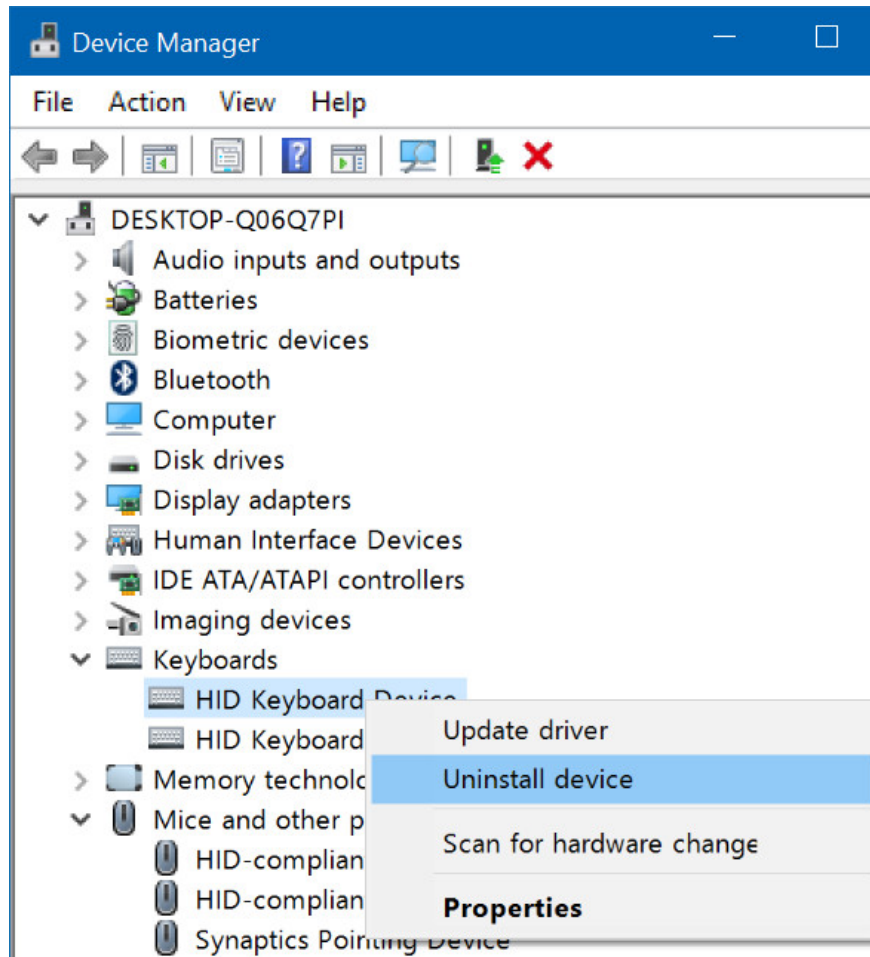 Device Manager
File Action View Help
DESKTOP-Q06Q7PI
Audio inputs and outputs
Batteries
Biometric devices
Bluetooth
Computer
Disk drives
Display adapters
Human Interface Devices
IDE ATA/ATAPI controllers
Imaging devices
Keyboards
HID Keyboard Device
HID Keyboard
Memory technolo
Mice and other p
HID-complian
HID-complian
Synaptics Pointing Device
Update driver
Uninstall device
Scan for hardware change
Properties